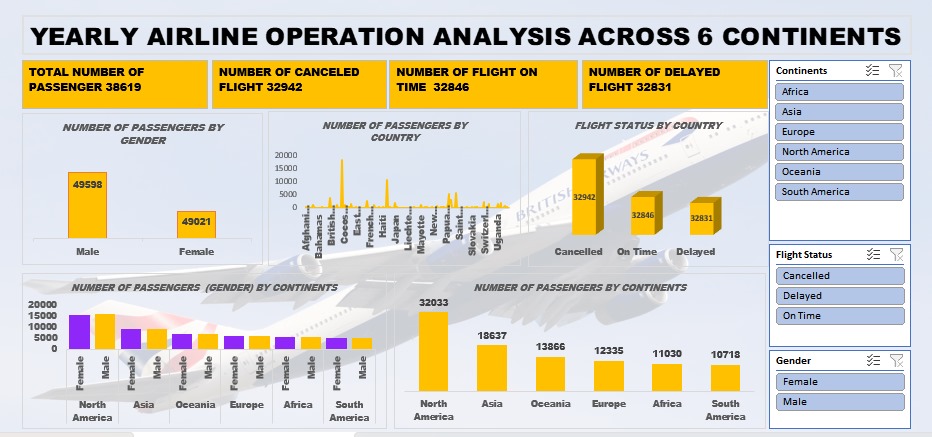 YEARLY AIRLINE OPERATION ANALYSIS ACROSS 6 CONTINENTS
TOTAL NUMBER OF
PASSENGER 38619
NUMBER OF CANCELED
FLIGHT 32942
NUMBER OF FLIGHT ON
TIME 32846
NUMBER OF DELAYED
FLIGHT 32831
NUMBER OF PASSENGERS BY
GENDER
49598
49021
Male
Female
NUMBER OF PASSENGERS BY
COUNTRY
20000
15000
10000
5000
0
Afghani...
Bahamas
British...
Cocos...
East...
French...
Haiti
Japan
Liechte...
Mayotte
New...
Papua...
Saint...
Slovakia
Switzerl...
Uganda
FLIGHT STATUS BY COUNTRY
32942
32846
32831
Cancelled
On Time
Delayed
BRITISH AIRWAYS
NUMBER OF PASSENGERS (GENDER) BY CONTINENTS
20000
15000
10000
5000
0
Female
Male
Female
Male
Female
Male
Female
Male
Female
Male
Female
Male
North
America
Asia
Oceania
Europe
Africa
South
America
NUMBER OF PASSENGERS BY CONTINENTS
32033
18637
13866
12335
11030
10718
North
America
Asia
Oceania
Europe
Africa
South
America
Continents
Africa
Asia
Europe
North America
Oceania
South America
Flight Status
Cancelled
Delayed
On Time
Gender
Female
Male